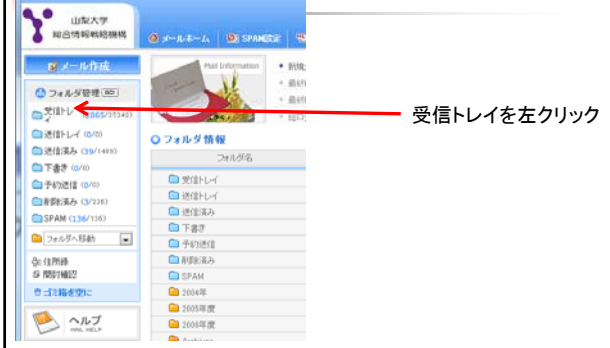 山梨大学
総合情報戦略機構
メールホーム
SPAM設定
メール作成
Mail Information
フォルダ管理
受信トレイ
送信トレイ (0/0)
送信済み (39/1488)
下書き (0/0)
予約送信 (0/0)
削除済み (3/236)
SPAM (136/136)
フォルダへ移動
住所録
開封確認
ゴミ箱を空に
ヘルプ
MAIL HELP
フォルダ情報
フォルダ名
受信トレイ
送信トレイ
送信済み
下書き
予約送信
削除済み
SPAM
2004年
2005年度
2006年度
受信トレイを左クリック